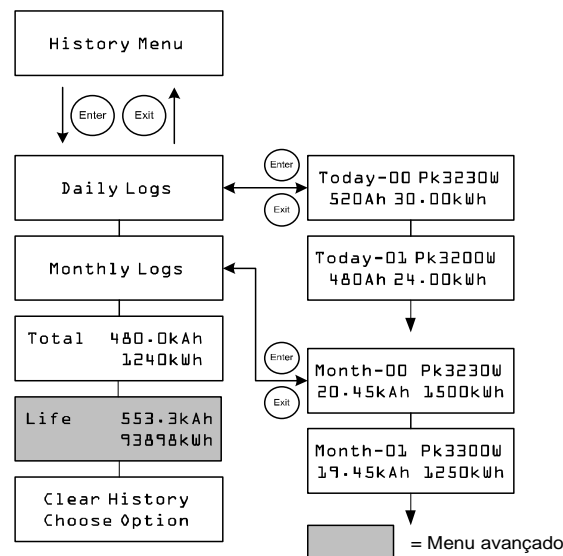 History Menu
Enter
Exit
Daily Logs
Enter
Exit
Today-00 Pk3230W
520Ah 30.00kWh
Monthly Logs
Today-01 Pk3200W
480Ah 24.00kWh
Total 480.0kAh
1240kWh
Enter
Exit
Month-00 Pk3230W
20.45kAh 1500kWh
Life 553.3kAh
93898kWh
Month-01 Pk3300W
19.45kAh 1250kWh
Clear History
Choose Option
= Menu avançado